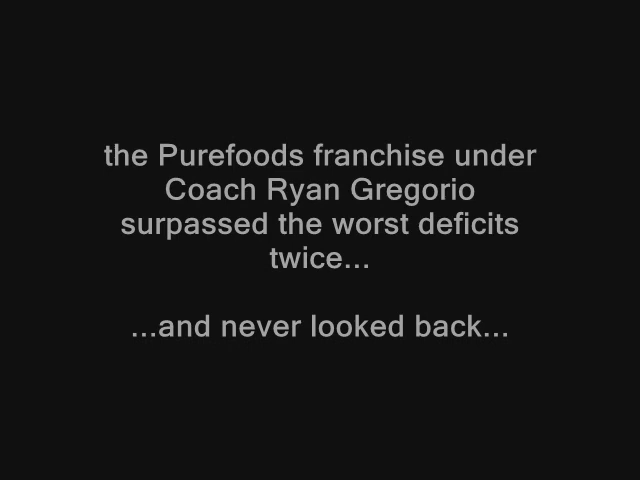 the Purefoods franchise under
Coach Ryan Gregorio
surpassed the worst deficits
twice...
...and never looked back...